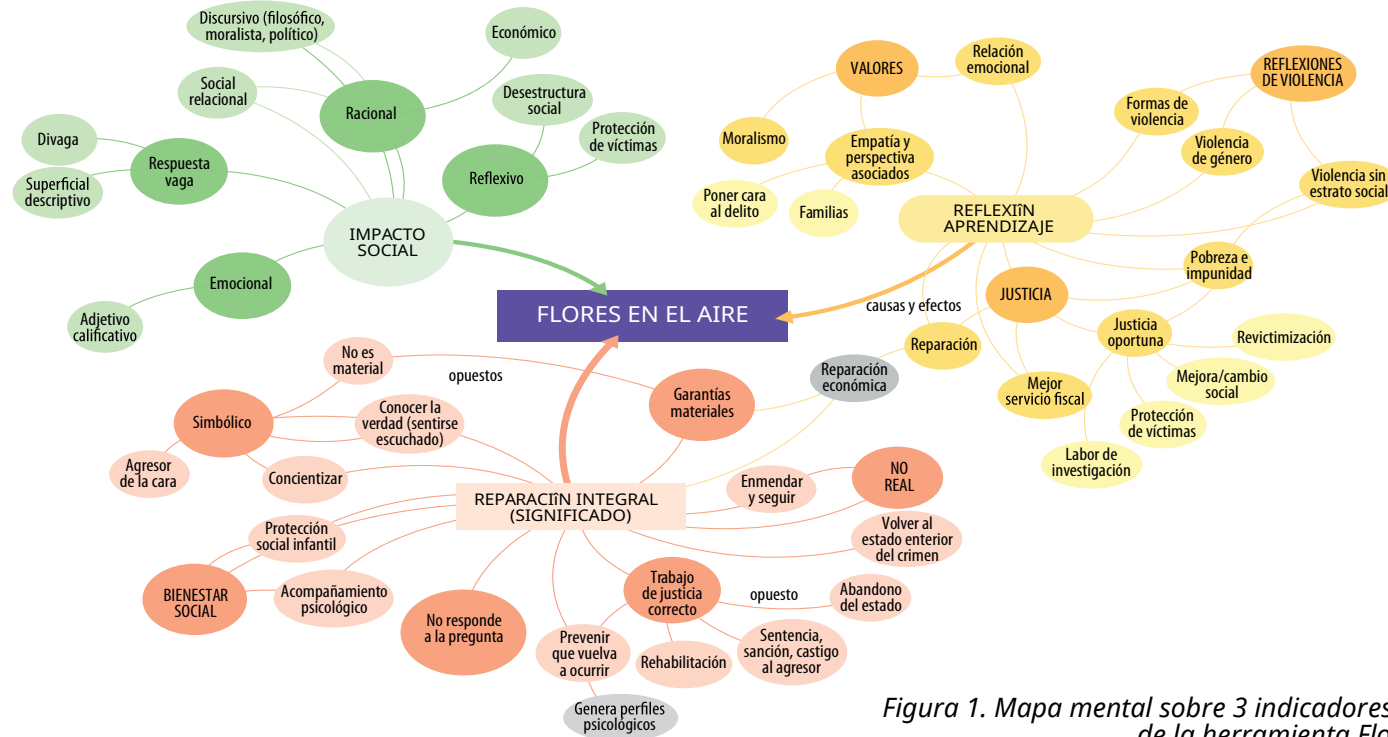 Discursivo (filosófico,
moralista, político)
Económico
Social
relacional
Racional
Desestructura
social
Divaga
Respuesta
vaga
Superficial
descriptivo
Reflexivo
Protección
de víctimas
IMPACTO
SOCIAL
Emocional
Adjetivo
calificativo
VALORES
Relación
emocional
REFLEXIONES
DE VIOLENCIA
Moralismo
Empatía y
perspectiva
asociados
Formas de
violencia
Violencia
de género
Poner cara
al delito
Familias
Violencia sin
estrato social
REFLEXIîN
APRENDIZAJE
Pobreza e
impunidad
JUSTICIA
causas y efectos
FLORES EN EL AIRE
Reparación
Justicia
oportuna
Revictimización
Mejora/cambio
social
Mejor
servicio fiscal
Protección
de víctimas
Labor de
investigación
Reparación
económica
No es
material
opuestos
Garantías
materiales
Simbólico
Conocer la
verdad (sentirse
escuchado)
Agresor
de la cara
Concientizar
REPARACIîN INTEGRAL
(SIGNIFICADO)
Enmendar
y seguir
NO
REAL
Volver al
estado enterior
del crimen
Protección
social infantil
BIENESTAR
SOCIAL
Acompañamiento
psicológico
No responde
a la pregunta
Trabajo
de justicia
correcto
opuesto
Abandono
del estado
Prevenir
que vuelva
a ocurrir
Rehabilitación
Sentencia,
sanción, castigo
al agresor
Genera perfiles
psicológicos
Figura 1. Mapa mental sobre 3 indicadores
de la herramienta Flo